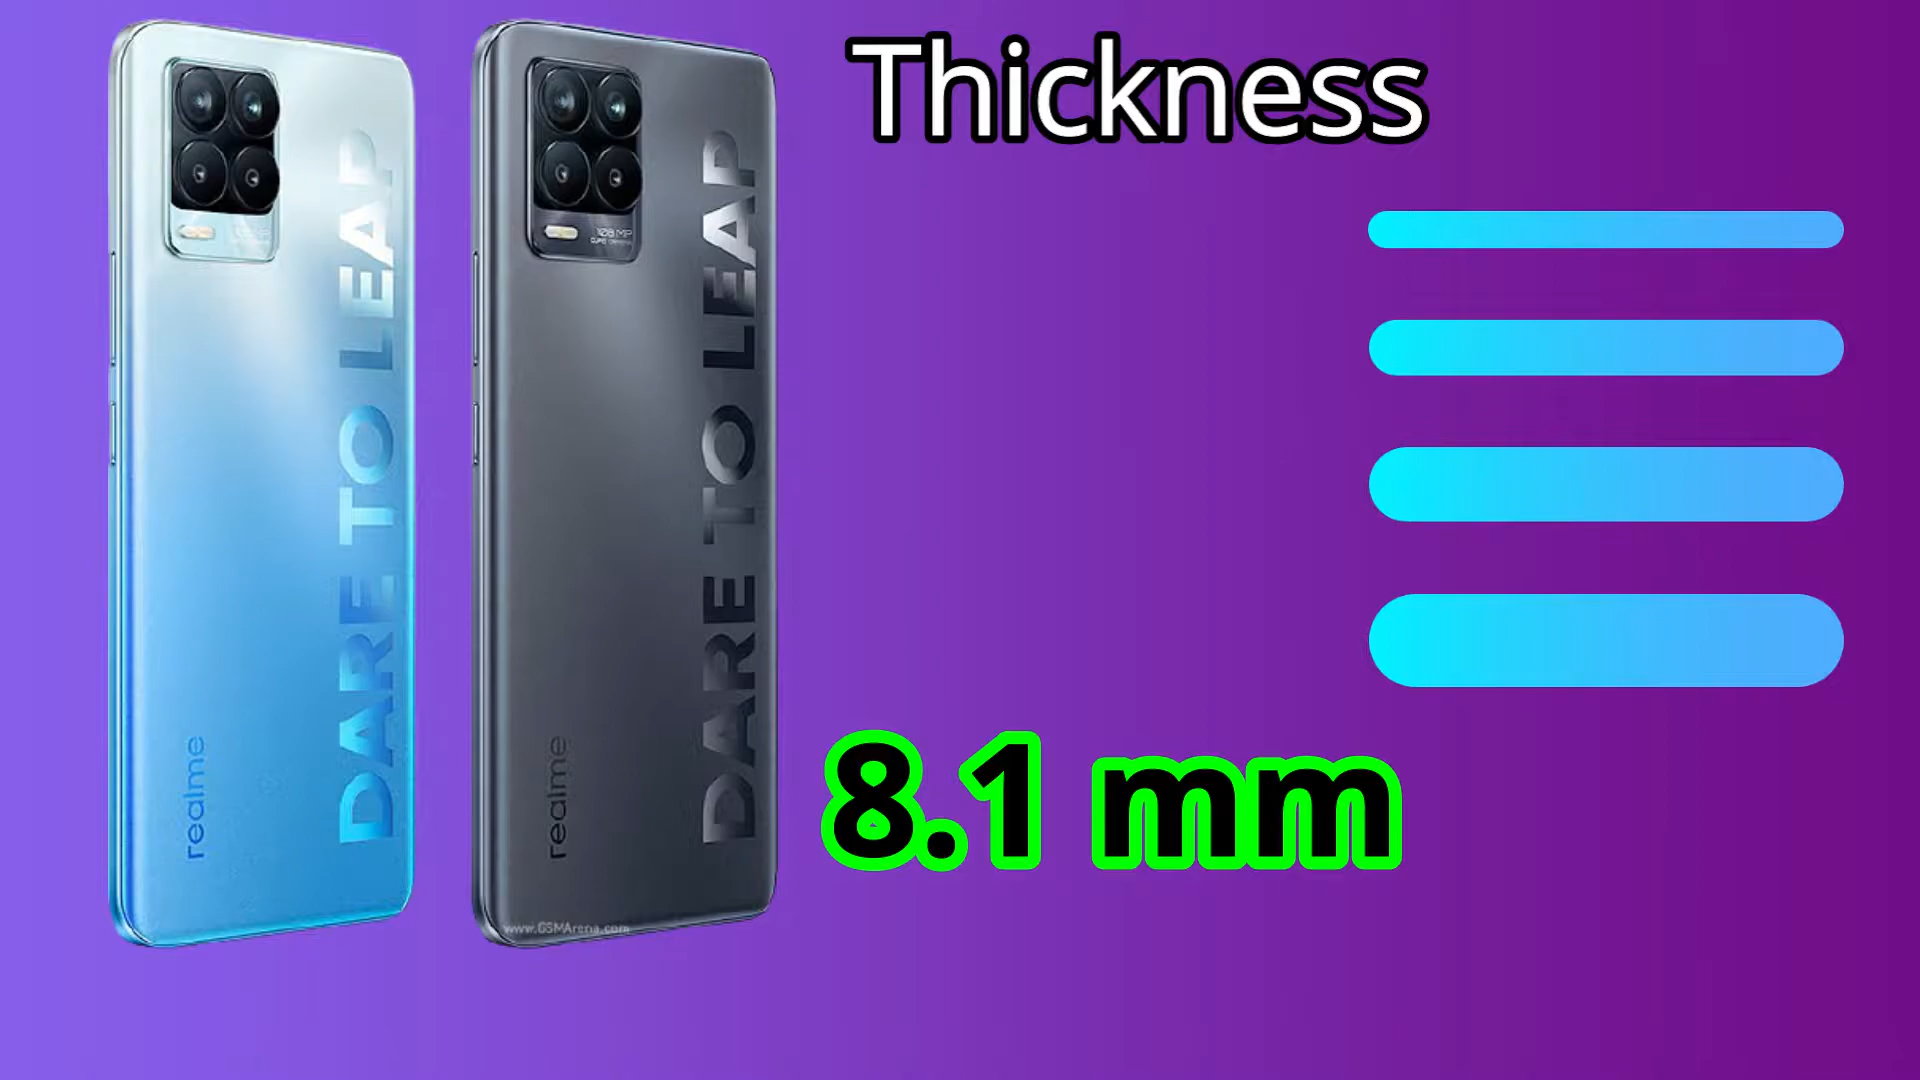 Thickness
DARE TO LEAP
realme
108 MP
DARE TO LEAP
realme
www.GSMArena.com
8.1 mm